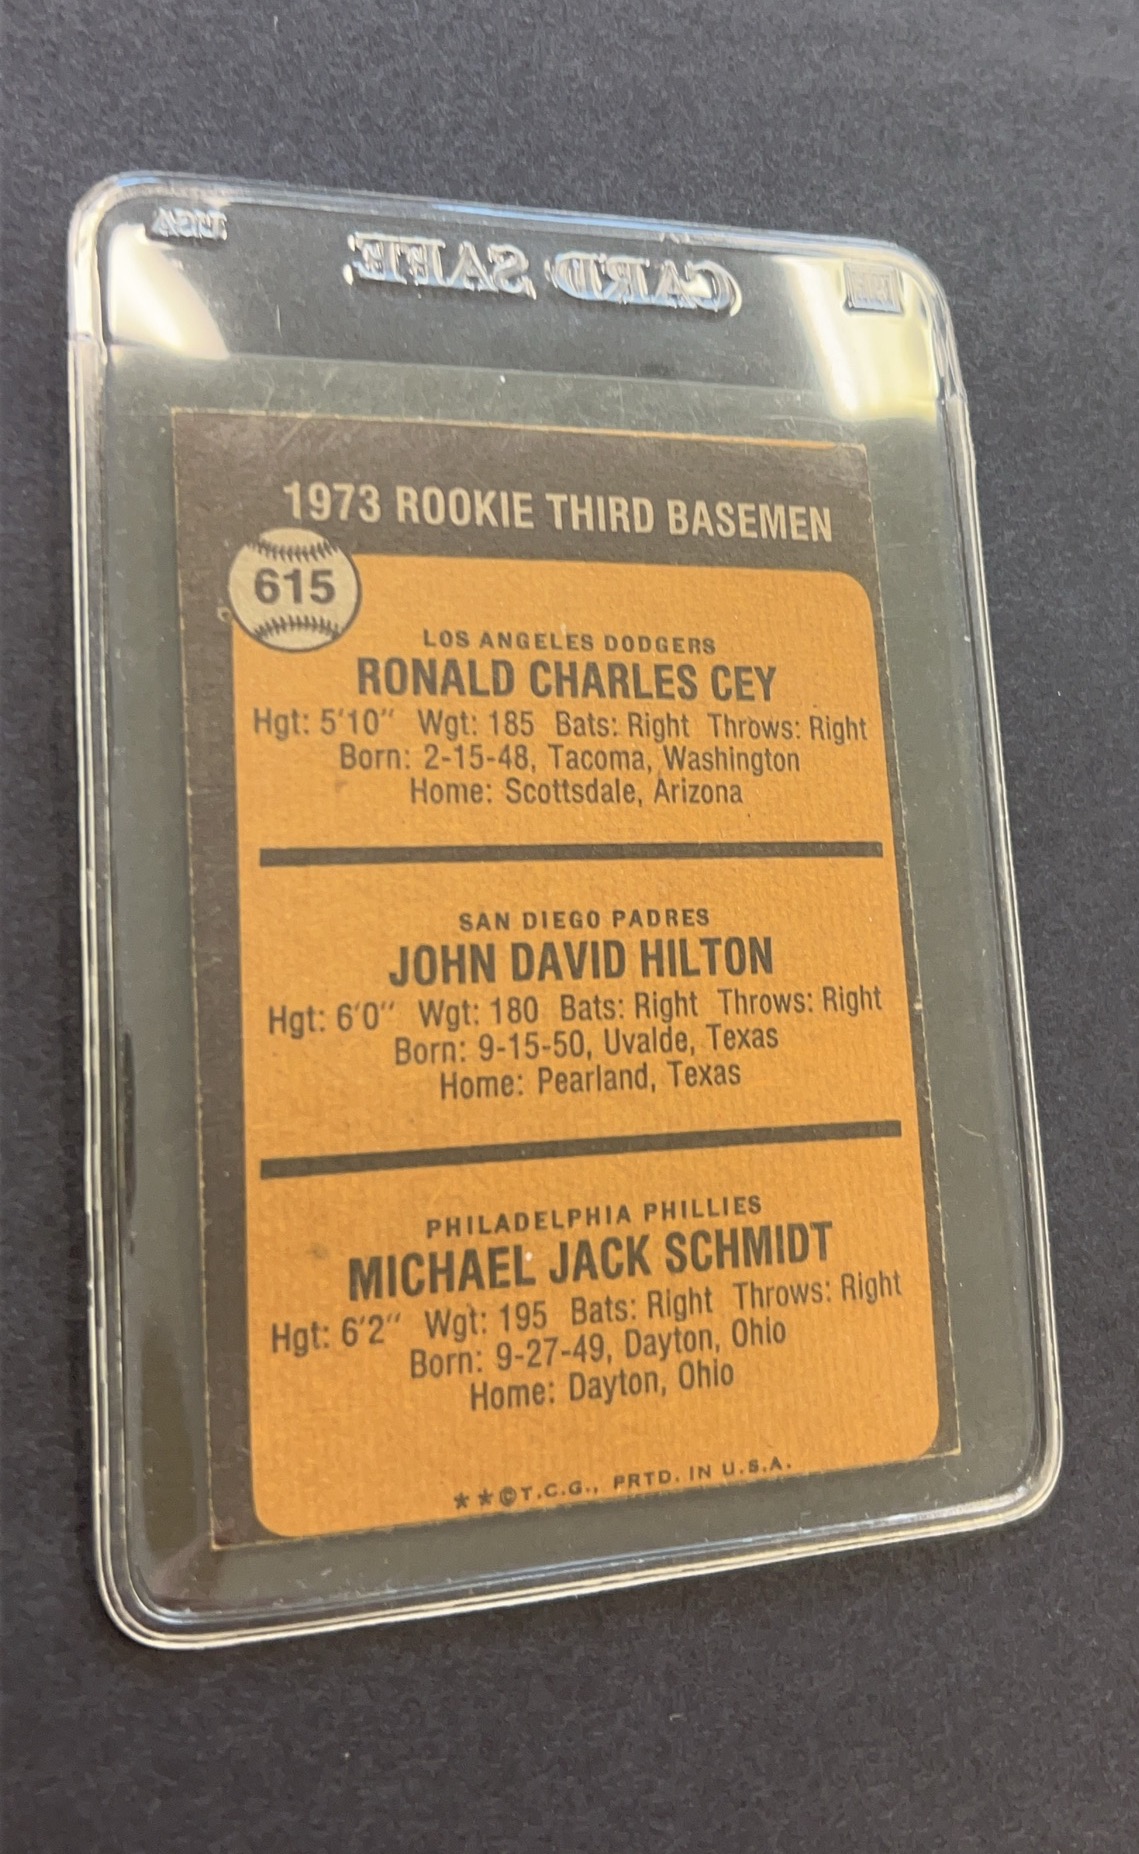 USA
CARD SAFE
1973 ROOKIE THIRD BASEMEN
615
LOS ANGELES DODGERS
RONALD CHARLES CEY
Hgt: 5'10" Wgt: 185 Bats: Right Throws: Right
Born: 2-15-48, Tacoma, Washington
Home: Scottsdale, Arizona
SAN DIEGO PADRES
JOHN DAVID HILTON
Hgt: 6'0" Wgt: 180 Bats: Right Throws: Right
Born: 9-15-50, Uvalde, Texas
Home: Pearland, Texas
PHILADELPHIA PHILLIES
MICHAEL JACK SCHMIDT
Hgt: 6'2" Wgt: 195 Bats: Right Throws: Right
Born: 9-27-49, Dayton, Ohio
Home: Dayton, Ohio
★★©T.C.G., PRTD. IN U.S.A.